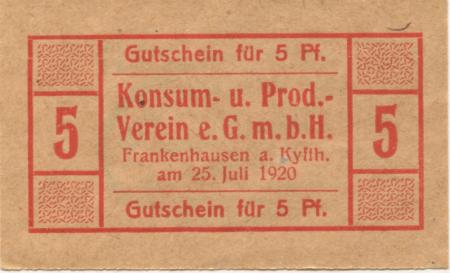 Gutschein für 5 Pf.
5 Konsum- u. Prod.- 5
Verein e. G. m. b. H.
Frankenhausen a. Kyffh.
am 25. Juli 1920
Gutschein für 5 Pf.